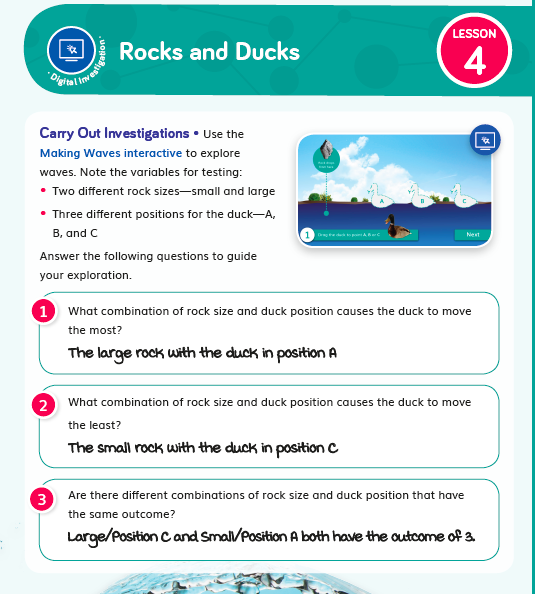 Rocks and Ducks
LESSON
4
• Digital Investigation •
Carry Out Investigations • Use the
Making Waves interactive to explore
waves. Note the variables for testing:
• Two different rock sizes—small and large
• Three different positions for the duck—A,
B, and C
Answer the following questions to guide
your exploration.
A
B
C
1
Drag the duck to point A, B or C
Next
1
What combination of rock size and duck position causes the duck to move
the most?
The large rock with the duck in position A
2
What combination of rock size and duck position causes the duck to move
the least?
The small rock with the duck in position C
3
Are there different combinations of rock size and duck position that have
the same outcome?
Large/Position C and Small/Position A both have the outcome of 3.